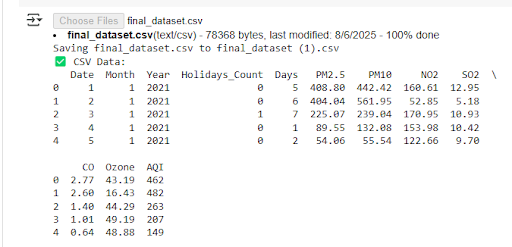 Choose Files final_dataset.csv
• final_dataset.csv(text/csv) - 78368 bytes, last modified: 8/6/2025 - 100% done
Saving final_dataset.csv to final_dataset (1).csv
✅ CSV Data:
Date Month Year Holidays_Count Days PM2.5 PM10 NO2 SO2 \
0 1 1 2021 0 5 408.80 442.42 160.61 12.95
1 2 1 2021 0 6 404.04 561.95 52.85 5.18
2 3 1 2021 1 7 225.07 239.04 170.95 10.93
3 4 1 2021 0 1 89.55 132.08 153.98 10.42
4 5 1 2021 0 2 54.06 55.54 122.66 9.70
CO Ozone AQI
0 2.77 43.19 462
1 2.60 16.43 482
2 1.40 44.29 263
3 1.01 49.19 207
4 0.64 48.88 149